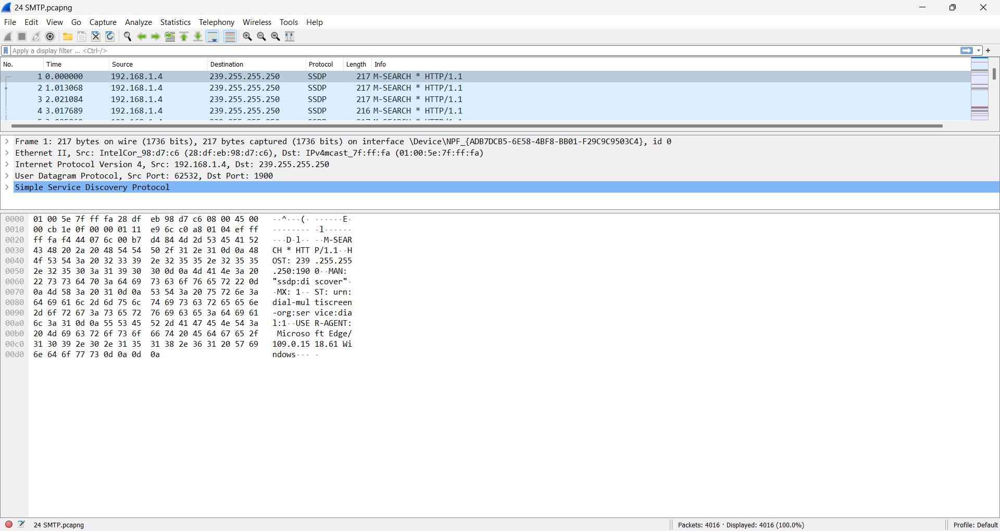 24 SMTP.pcapng
File Edit View Go Capture Analyze Statistics Telephony Wireless Tools Help
Apply a display filter ... <Ctrl-/>
No. Time Source Destination Protocol Length Info
1 0.000000 192.168.1.4 239.255.255.250 SSDP 217 M-SEARCH * HTTP/1.1
2 1.013068 192.168.1.4 239.255.255.250 SSDP 217 M-SEARCH * HTTP/1.1
3 2.021084 192.168.1.4 239.255.255.250 SSDP 217 M-SEARCH * HTTP/1.1
4 3.017689 192.168.1.4 239.255.255.250 SSDP 216 M-SEARCH * HTTP/1.1
Frame 1: 217 bytes on wire (1736 bits), 217 bytes captured (1736 bits) on interface \Device\NPF_{ADB7DCB5-6E58-4BF8-BB01-F29C9C9503C4}, id 0
Ethernet II, Src: IntelCor_98:d7:c6 (28:df:eb:98:d7:c6), Dst: IPv4mcast_7f:ff:fa (01:00:5e:7f:ff:fa)
Internet Protocol Version 4, Src: 192.168.1.4, Dst: 239.255.255.250
User Datagram Protocol, Src Port: 62532, Dst Port: 1900
Simple Service Discovery Protocol
0000 01 00 5e 7f ff fa 28 df eb 98 d7 c6 08 00 45 00 ··^···(· ······E·
0010 00 cb 1e 0f 00 00 01 11 e9 6c c0 a8 01 04 ef ff ········ ·l······
0020 ff fa f4 44 07 6c 00 b7 d4 84 4d 2d 53 45 41 52 ···D·l·· ··M-SEAR
0030 43 48 20 2a 20 48 54 54 50 2f 31 2e 31 0d 0a 48 CH * HTT P/1.1··H
0040 4f 53 54 3a 20 32 33 39 2e 32 35 35 2e 32 35 35 OST: 239 .255.255
0050 2e 32 35 30 3a 31 39 30 30 0d 0a 4d 41 4e 3a 20 .250:190 0··MAN:
0060 22 73 73 64 70 3a 64 69 73 63 6f 76 65 72 22 0d "ssdp:di scover"·
0070 0a 4d 58 3a 20 31 0d 0a 53 54 3a 20 75 72 6e 3a ·MX: 1·· ST: urn:
0080 64 69 61 6c 2d 6d 75 6c 74 69 73 63 72 65 65 6e dial-mul tiscreen
0090 2d 6f 72 67 3a 73 65 72 76 69 63 65 3a 64 69 61 -org:ser vice:dia
00a0 6c 3a 31 0d 0a 55 53 45 52 2d 41 47 45 4e 54 3a l:1··USE R-AGENT:
00b0 20 4d 69 63 72 6f 73 6f 66 74 20 45 64 67 65 2f Microso ft Edge/
00c0 31 30 39 2e 30 2e 31 35 31 38 2e 36 31 20 57 69 109.0.15 18.61 Wi
00d0 6e 64 6f 77 73 0d 0a 0d 0a ndows··· ·
24 SMTP.pcapng Packets: 4016 · Displayed: 4016 (100.0%) Profile: Default